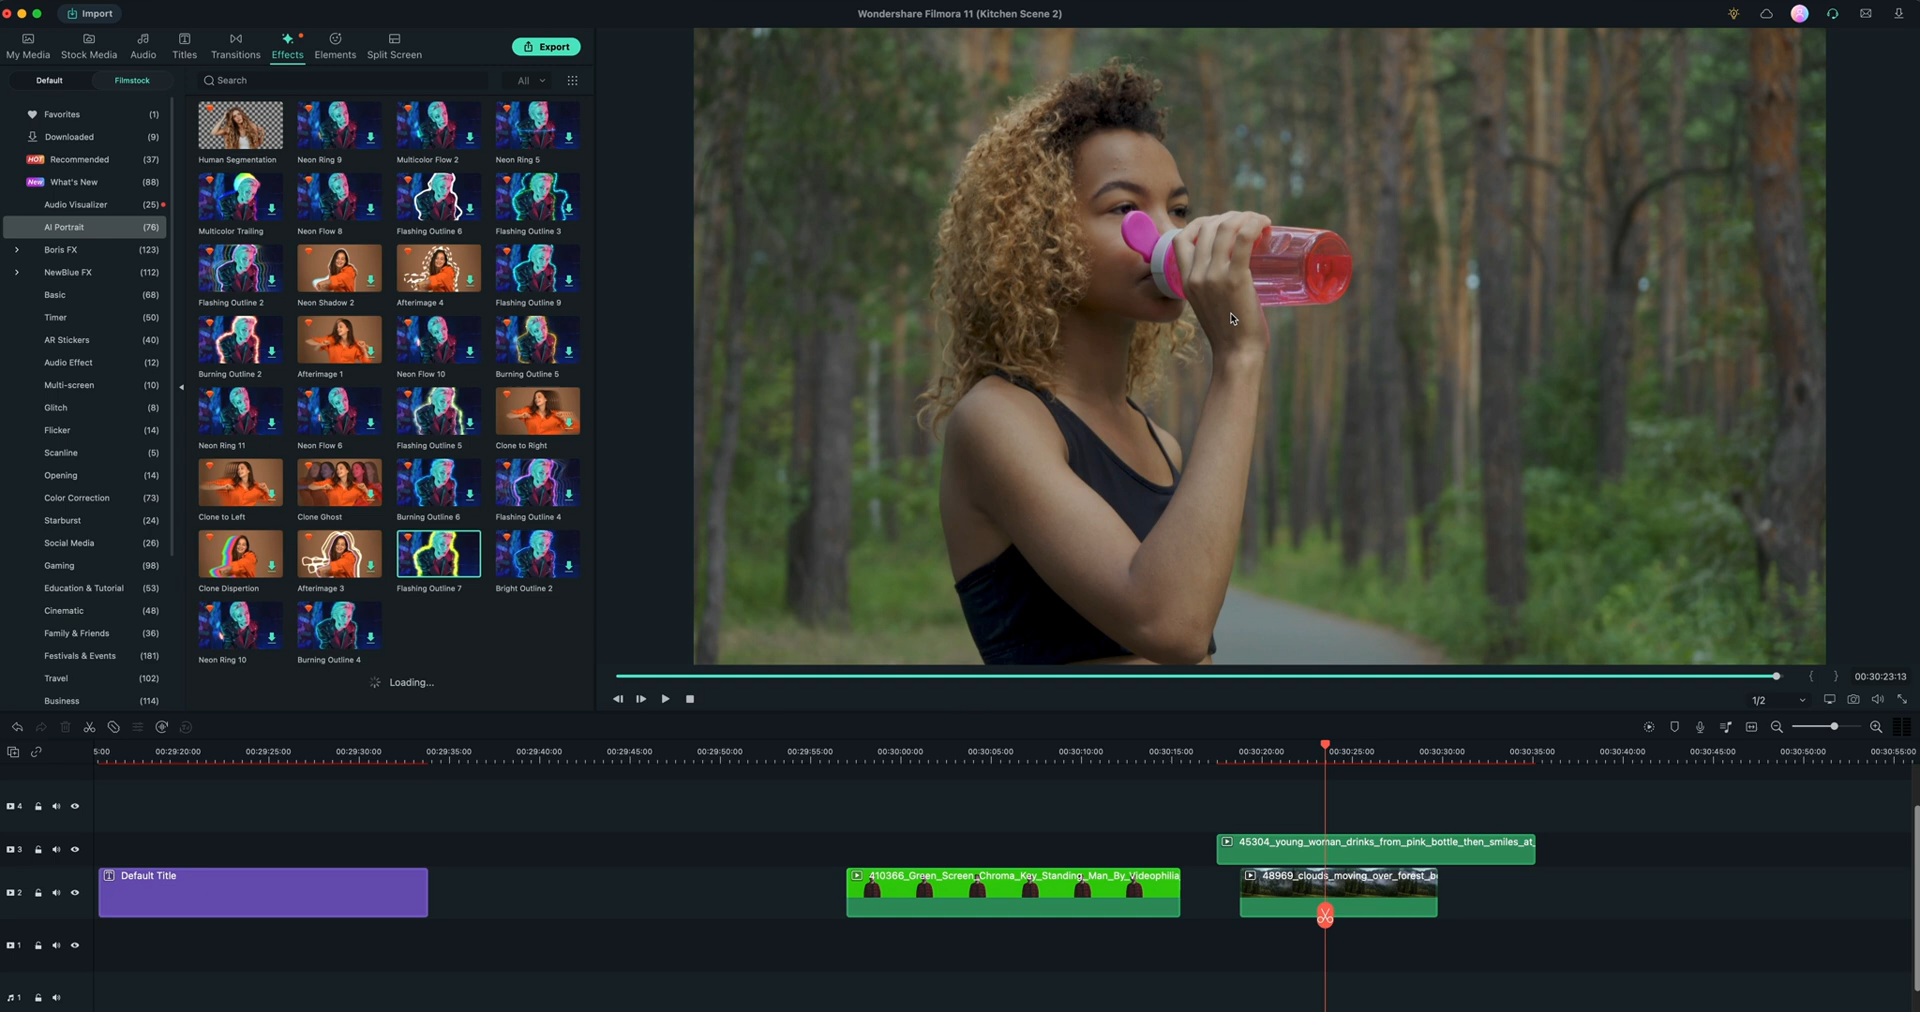 Import
Wondershare Filmora 11 (Kitchen Scene 2)
My Media
Stock Media
Audio
Titles
Transitions
Effects
Elements
Split Screen
Export
Default
Filmstock
Search
All
Favorites (1)
Downloaded (9)
HOT Recommended (37)
New What's New (88)
Audio Visualizer (25)
AI Portrait (76)
Boris FX (123)
NewBlue FX (112)
Basic (68)
Timer (50)
AR Stickers (40)
Audio Effect (12)
Multi-screen (10)
Glitch (8)
Flicker (14)
Scanline (5)
Opening (14)
Color Correction (73)
Starburst (24)
Social Media (26)
Gaming (98)
Education & Tutorial (53)
Cinematic (48)
Family & Friends (36)
Festivals & Events (181)
Travel (102)
Business (114)
Human Segmentation
Neon Ring 9
Multicolor Flow 2
Neon Ring 5
Multicolor Trailing
Neon Flow 8
Flashing Outline 6
Flashing Outline 3
Flashing Outline 2
Neon Shadow 2
Afterimage 4
Flashing Outline 9
Burning Outline 2
Afterimage 1
Neon Flow 10
Burning Outline 5
Neon Ring 11
Neon Flow 6
Flashing Outline 5
Clone to Right
Clone to Left
Clone Ghost
Burning Outline 6
Flashing Outline 4
Clone Dispertion
Afterimage 3
Flashing Outline 7
Bright Outline 2
Neon Ring 10
Burning Outline 4
Loading...
{ } 00:30:23:13
1/2
5:00 00:29:20:00 00:29:25:00 00:29:30:00 00:29:35:00 00:29:40:00 00:29:45:00 00:29:50:00 00:29:55:00 00:30:00:00 00:30:05:00 00:30:10:00 00:30:15:00 00:30:20:00 00:30:25:00 00:30:30:00 00:30:35:00 00:30:40:00 00:30:45:00 00:30:50:00 00:30:55:00
4
3
45304_young_woman_drinks_from_pink_bottle_then_smiles_at_
2
Default Title
410366_Green_Screen_Chroma_Key_Standing_Man_By_Videophilia
48969_clouds_moving_over_forest_b
1
1